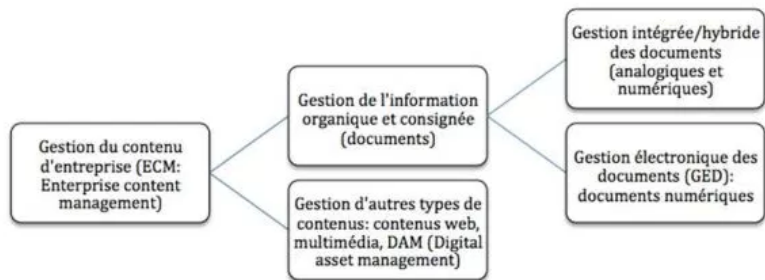 Gestion du contenu
d'entreprise (ECM:
Enterprise content
management)
Gestion de l'information
organique et consignée
(documents)
Gestion d'autres types de
contenus: contenus web,
multimédia, DAM (Digital
asset management)
Gestion intégrée/hybride
des documents
(analogiques et
numériques)
Gestion électronique des
documents (GED):
documents numériques